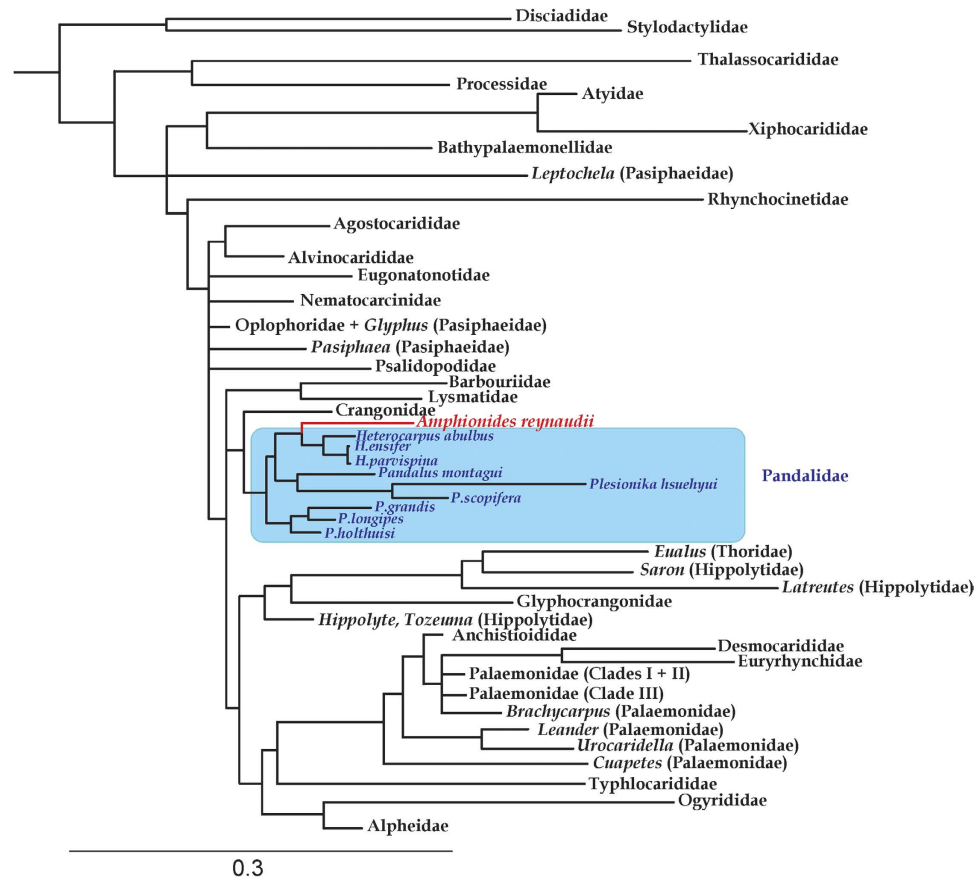 Disciadidae
Stylodactylidae
Thalassocarididae
Processidae
Atyidae
Xiphocarididae
Bathypalaemonellidae
Leptochela (Pasiphaeidae)
Rhynchocinetidae
Agostocarididae
Alvinocarididae
Eugonatonotidae
Nematocarcinidae
Oplophoridae + Glyphus (Pasiphaeidae)
Pasiphaea (Pasiphaeidae)
Psalidopodidae
Barbouriidae
Lysmatidae
Crangonidae
Amphionides reynaudii
Heterocarpus abulbus
H.ensifer
H.parvispina
Pandalus montagui
Plesionika hsuehyui
Pandalidae
P.scopifera
P.grandis
P.longipes
P.holthuisi
Eualus (Thoridae)
Saron (Hippolytidae)
Latreutes (Hippolytidae)
Glyphocrangonidae
Hippolyte, Tozeuma (Hippolytidae)
Anchistioididae
Desmocarididae
Euryrhynchidae
Palaemonidae (Clades I + II)
Palaemonidae (Clade III)
Brachycarpus (Palaemonidae)
Leander (Palaemonidae)
Urocaridella (Palaemonidae)
Cuapetes (Palaemonidae)
Typhlocarididae
Ogyrididae
Alpheidae
0.3